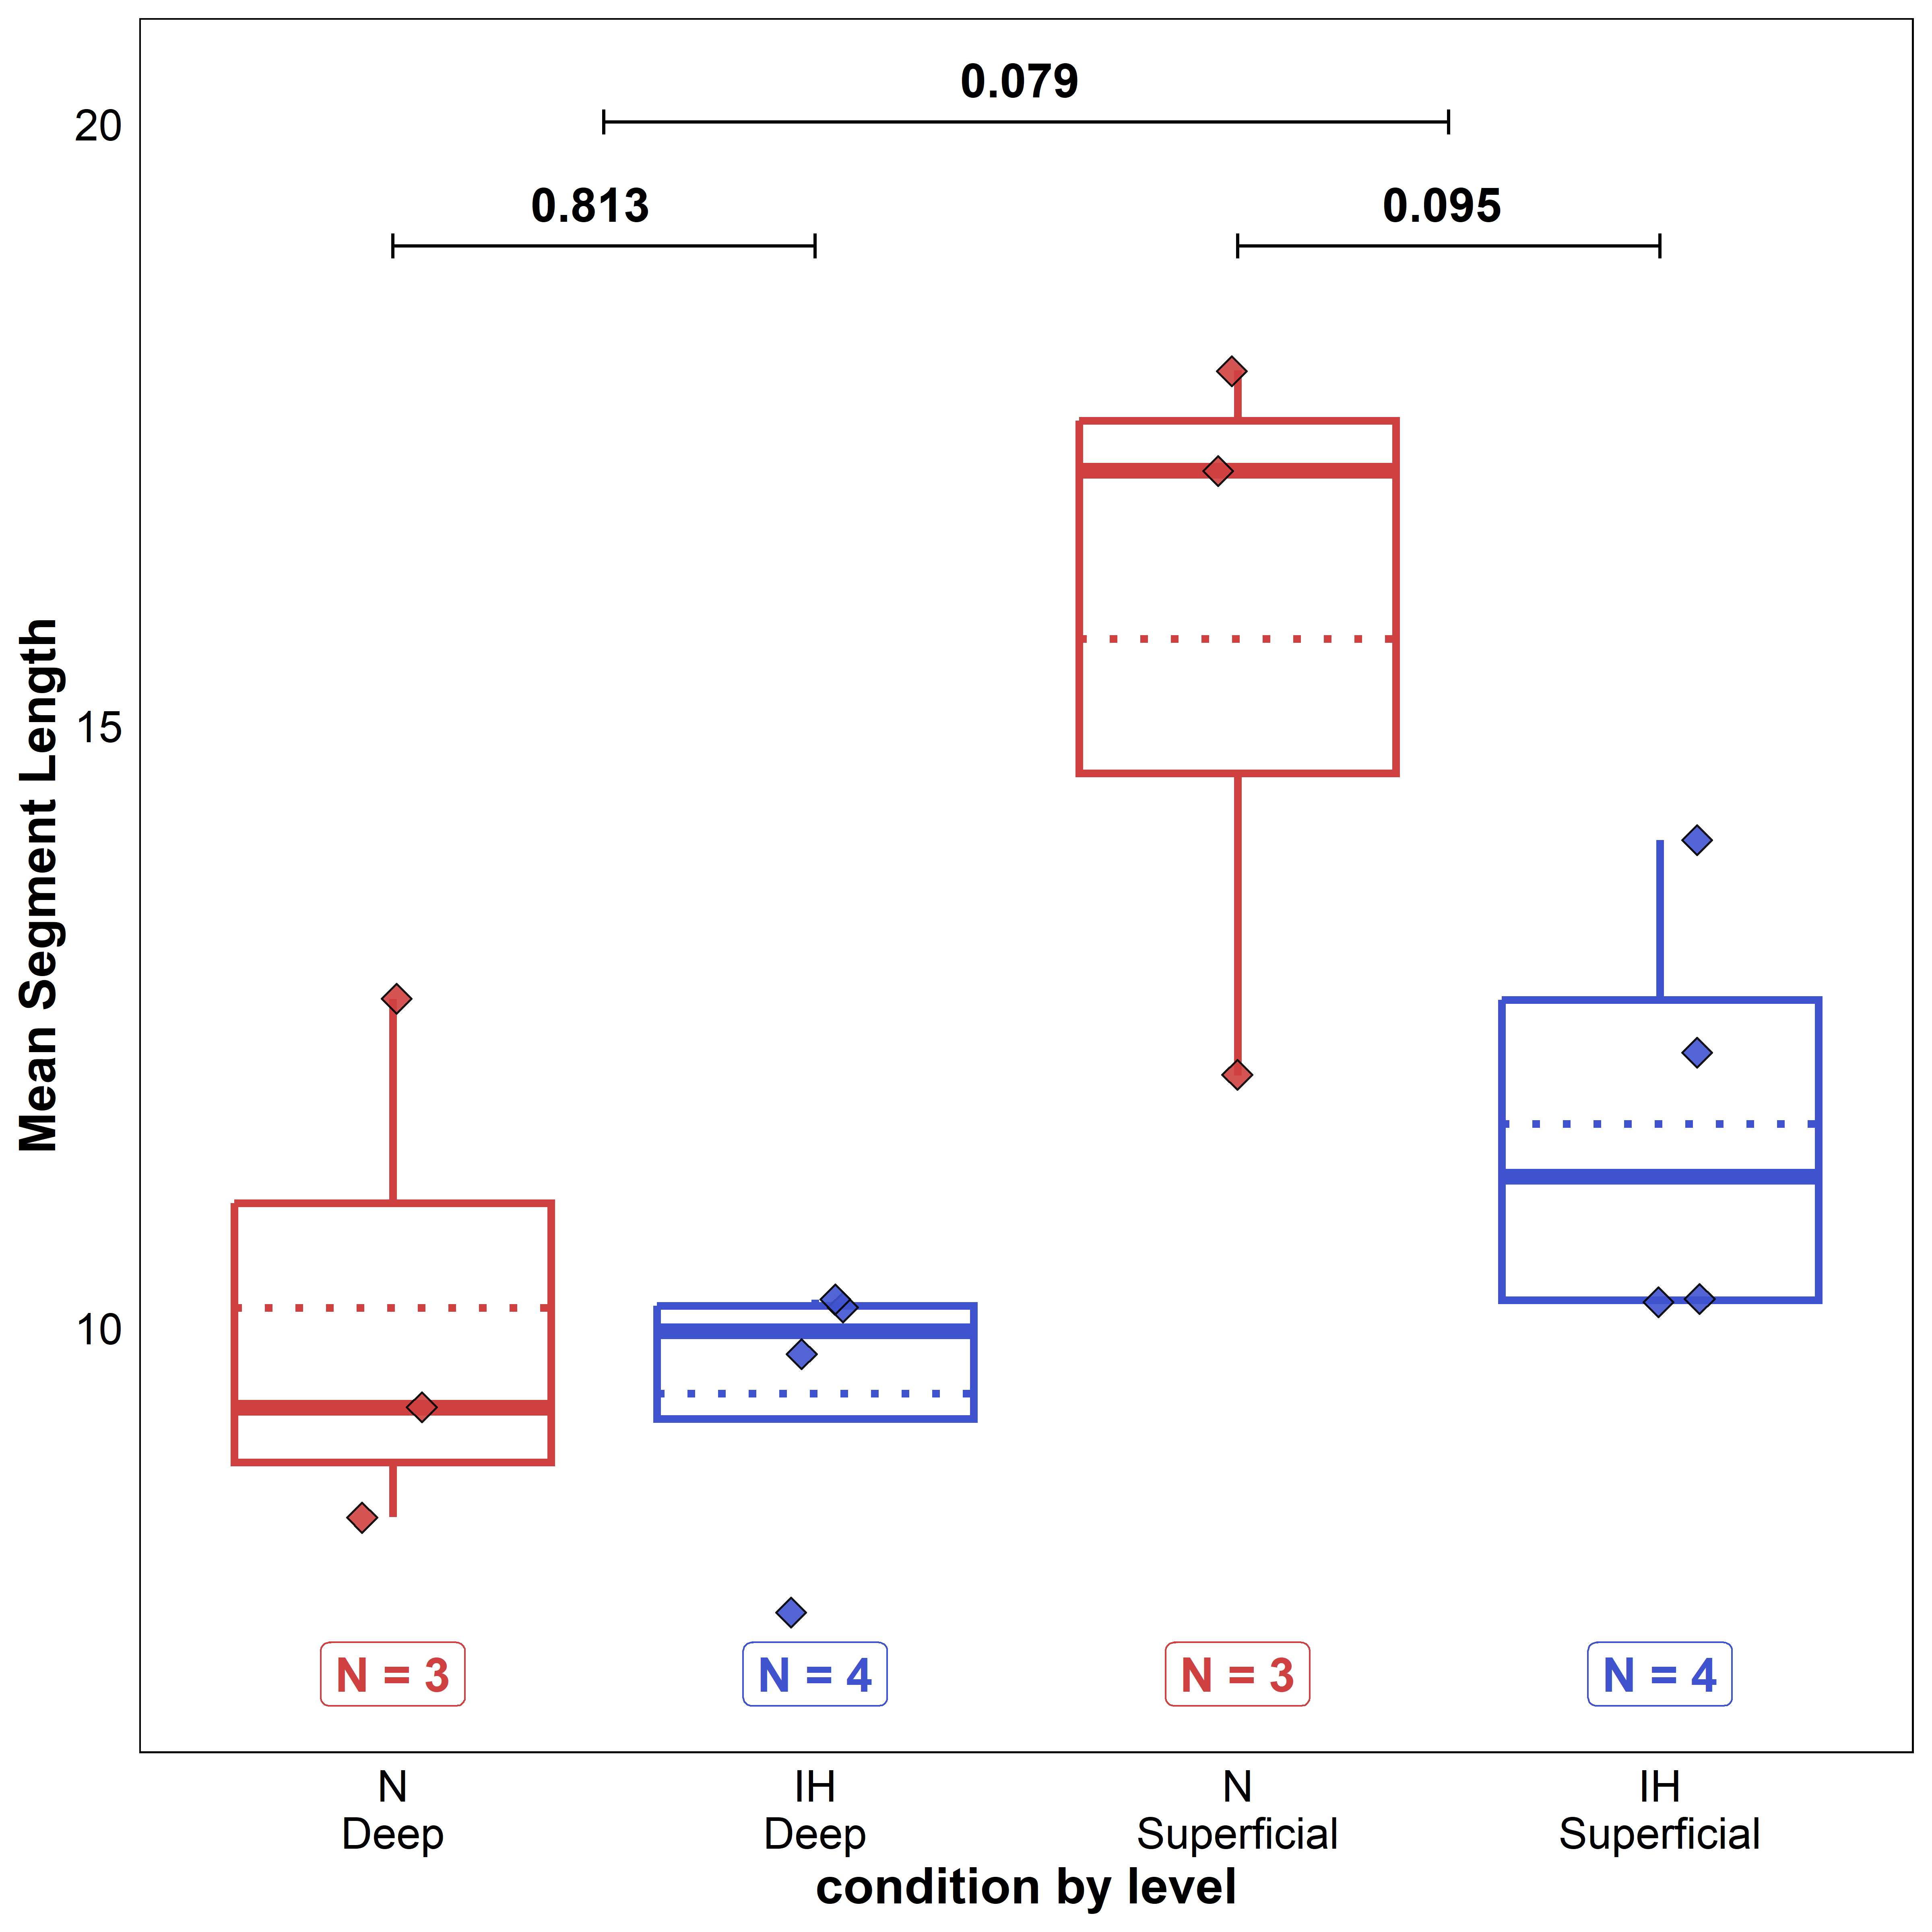 0.079
20
0.813
0.095
15
Mean Segment Length
10
N = 3
N = 4
N = 3
N = 4
N
Deep
IH
Deep
N
Superficial
IH
Superficial
condition by level